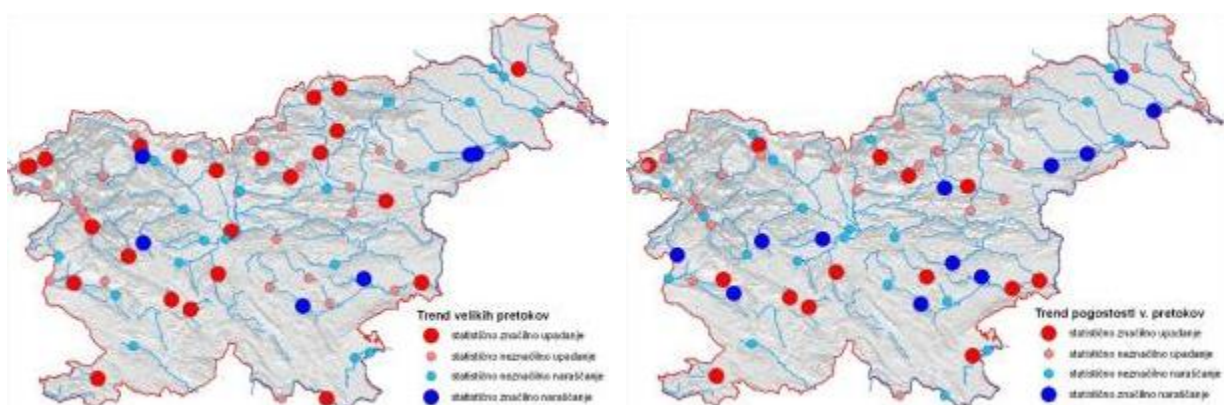 Trend velikih pretokov
statistično značilno upadanje
statistično neznačilno upadanje
statistično neznačilno naraščanje
statistično značilno naraščanje
Trend pogostosti v. pretokov
statistično značilno upadanje
statistično neznačilno upadanje
statistično neznačilno naraščanje
statistično značilno naraščanje